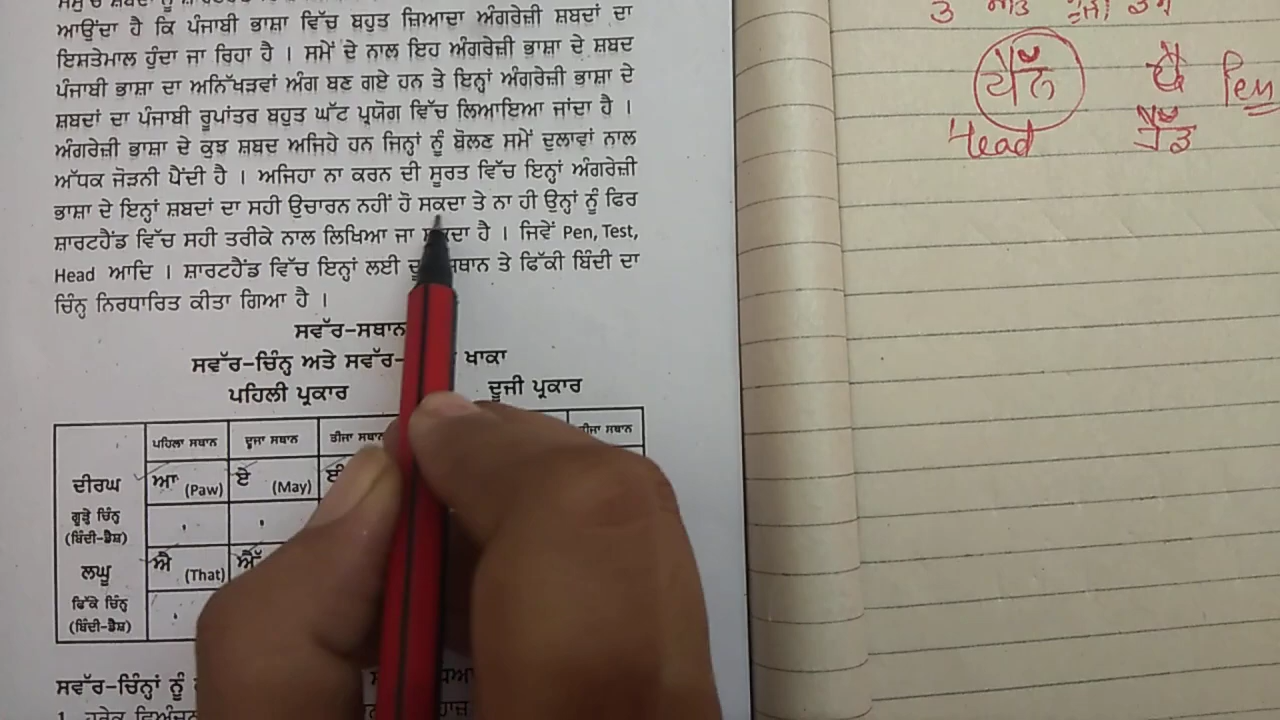 ਆਉਂਦਾ ਹੈ ਕਿ ਪੰਜਾਬੀ ਭਾਸ਼ਾ ਵਿੱਚ ਬਹੁਤ ਜ਼ਿਆਦਾ ਅੰਗਰੇਜ਼ੀ ਸ਼ਬਦਾਂ ਦਾ
ਇਸਤੇਮਾਲ ਹੁੰਦਾ ਜਾ ਰਿਹਾ ਹੈ । ਸਮੇਂ ਦੇ ਨਾਲ ਇਹ ਅੰਗਰੇਜ਼ੀ ਭਾਸ਼ਾ ਦੇ ਸ਼ਬਦ
ਪੰਜਾਬੀ ਭਾਸ਼ਾ ਦਾ ਅਨਿੱਖੜਵਾਂ ਅੰਗ ਬਣ ਗਏ ਹਨ ਤੇ ਇਨ੍ਹਾਂ ਅੰਗਰੇਜ਼ੀ ਭਾਸ਼ਾ ਦੇ
ਸ਼ਬਦਾਂ ਦਾ ਪੰਜਾਬੀ ਰੂਪਾਂਤਰ ਬਹੁਤ ਘੱਟ ਪ੍ਰਯੋਗ ਵਿੱਚ ਲਿਆਇਆ ਜਾਂਦਾ ਹੈ ।
ਅੰਗਰੇਜ਼ੀ ਭਾਸ਼ਾ ਦੇ ਕੁਝ ਸ਼ਬਦ ਅਜਿਹੇ ਹਨ ਜਿਨ੍ਹਾਂ ਨੂੰ ਬੋਲਣ ਸਮੇਂ ਦੁਲਾਵਾਂ ਨਾਲ
ਅੱਧਕ ਜੋੜਨੀ ਪੈਂਦੀ ਹੈ । ਅਜਿਹਾ ਨਾ ਕਰਨ ਦੀ ਸੂਰਤ ਵਿੱਚ ਇਨ੍ਹਾਂ ਅੰਗਰੇਜ਼ੀ
ਭਾਸ਼ਾ ਦੇ ਇਨ੍ਹਾਂ ਸ਼ਬਦਾਂ ਦਾ ਸਹੀ ਉਚਾਰਨ ਨਹੀਂ ਹੋ ਸਕਦਾ ਤੇ ਨਾ ਹੀ ਉਨ੍ਹਾਂ ਨੂੰ ਫਿਰ
ਸ਼ਾਰਟਹੈਂਡ ਵਿੱਚ ਸਹੀ ਤਰੀਕੇ ਨਾਲ ਲਿਖਿਆ ਜਾ ਸਕਦਾ ਹੈ । ਜਿਵੇਂ Pen, Test,
Head ਆਦਿ । ਸ਼ਾਰਟਹੈਂਡ ਵਿੱਚ ਇਨ੍ਹਾਂ ਲਈ ਸਥਾਨ ਤੇ ਫਿੱਕੀ ਬਿੰਦੀ ਦਾ
ਚਿੰਨ੍ਹ ਨਿਰਧਾਰਿਤ ਕੀਤਾ ਗਿਆ ਹੈ ।
ਸਵੱਰ-ਸਥਾਨ
ਸਵੱਰ-ਚਿੰਨ੍ਹ ਅਤੇ ਸਵੱਰ- ਖਾਕਾ
ਪਹਿਲੀ ਪ੍ਰਕਾਰ ਦੂਜੀ ਪ੍ਰਕਾਰ
ਪਹਿਲਾ ਸਥਾਨ ਦੂਜਾ ਸਥਾਨ ਤੀਜਾ ਸਥਾਨ ਤੀਜਾ ਸਥਾਨ
ਦੀਰਘ ਆ (Paw) ਏ (May) ਈ
ਗੂੜ੍ਹੇ ਚਿੰਨ੍ਹ
(ਬਿੰਦੀ-ਡੈਸ਼)
ਲਘੂ ਐ (That) ਐੱ
ਫਿੱਕੇ ਚਿੰਨ੍ਹ
(ਬਿੰਦੀ-ਡੈਸ਼)
ਸਵੱਰ-ਚਿੰਨ੍ਹਾਂ ਨੂੰ
ਪੈੱਨ Pen
Head ਹੈੱਡ